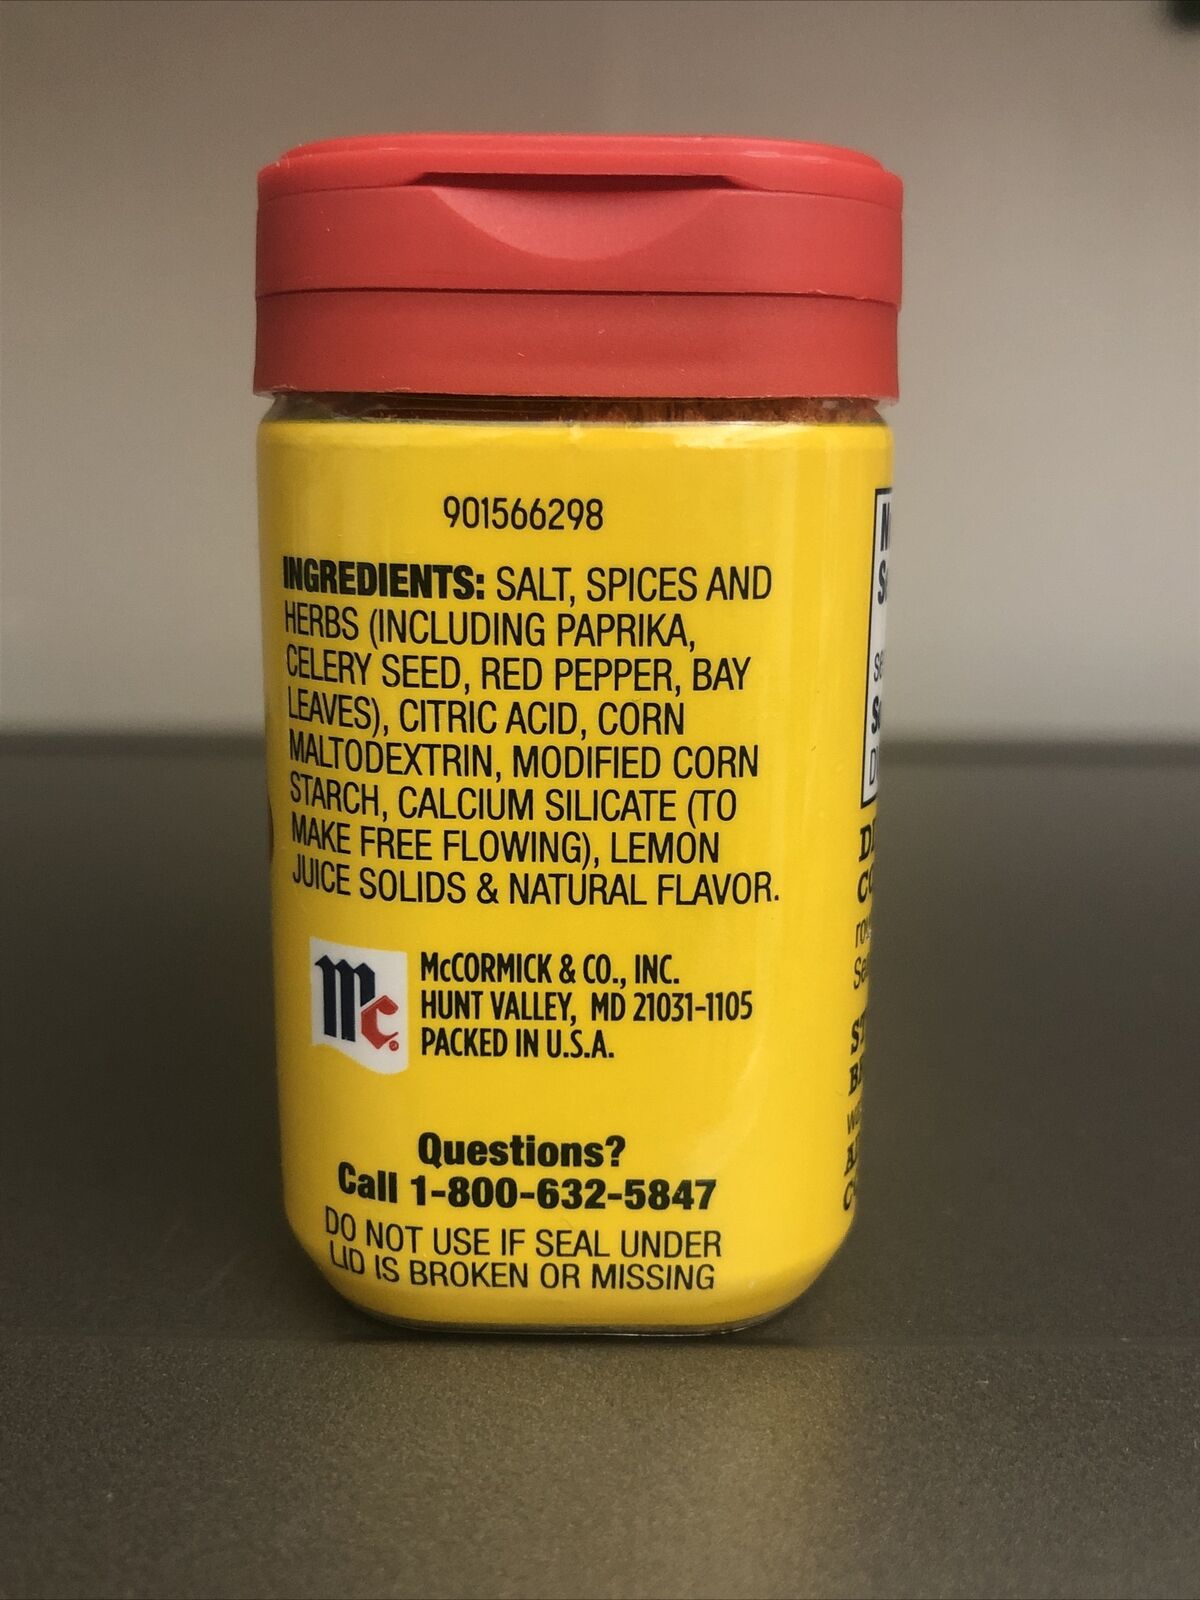 901566298
INGREDIENTS: SALT, SPICES AND
HERBS (INCLUDING PAPRIKA,
CELERY SEED, RED PEPPER, BAY
LEAVES), CITRIC ACID, CORN
MALTODEXTRIN, MODIFIED CORN
STARCH, CALCIUM SILICATE (TO
MAKE FREE FLOWING), LEMON
JUICE SOLIDS & NATURAL FLAVOR.
Mc
McCORMICK & CO., INC.
HUNT VALLEY, MD 21031-1105
PACKED IN U.S.A.
Questions?
Call 1-800-632-5847
DO NOT USE IF SEAL UNDER
LID IS BROKEN OR MISSING